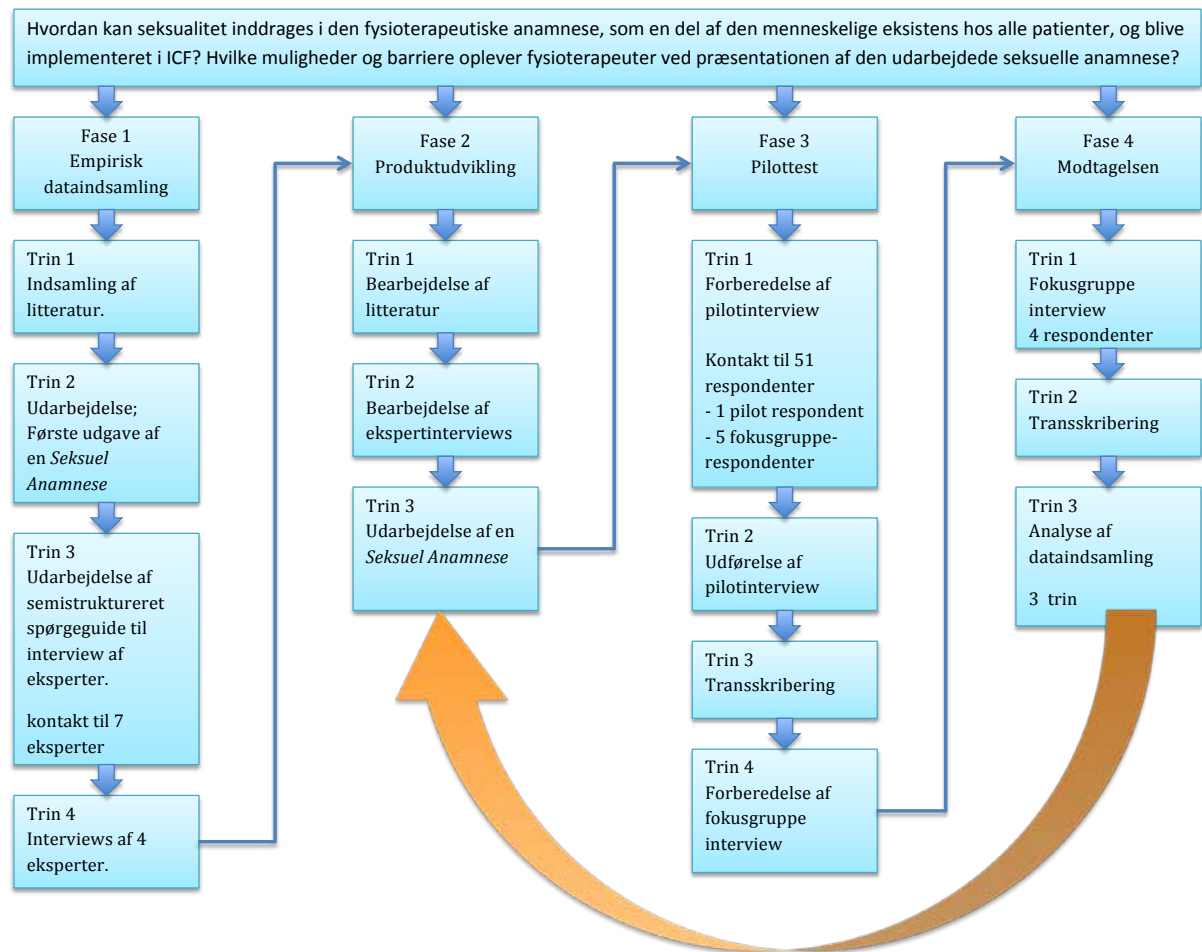 Hvordan kan seksualitet inddrages i den fysioterapeutiske anamnese, som en del af den menneskelige eksistens hos alle patienter, og blive
implementeret i ICF? Hvilke muligheder og barriere oplever fysioterapeuter ved præsentationen af den udarbejdede seksuelle anamnese?
Fase 1
Empirisk
dataindsamling
Trin 1
Indsamling af
litteratur.
Trin 2
Udarbejdelse;
Første udgave af
en Seksuel
Anamnese
Trin 3
Udarbejdelse af
semistruktureret
spørgeguide til
interview af
eksperter.
kontakt til 7
eksperter
Trin 4
Interviews af 4
eksperter.
Fase 2
Produktudvikling
Trin 1
Bearbejdelse af
litteratur
Trin 2
Bearbejdelse af
ekspertinterviews
Trin 3
Udarbejdelse af en
Seksuel Anamnese
Fase 3
Pilottest
Trin 1
Forberedelse af
pilotinterview
Kontakt til 51
respondenter
- 1 pilot respondent
- 5 fokusgruppe-
respondenter
Trin 2
Udførelse af
pilotinterview
Trin 3
Transskribering
Trin 4
Forberedelse af
fokusgruppe
interview
Fase 4
Modtagelsen
Trin 1
Fokusgruppe
interview
4 respondenter
Trin 2
Transskribering
Trin 3
Analyse af
dataindsamling
3 trin